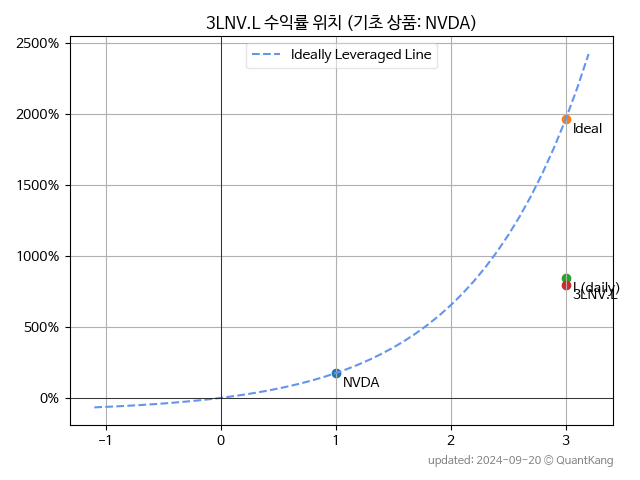 3LNV.L 수익률 위치 (기초 상품: NVDA)
2500%
2000%
1500%
1000%
500%
0%
Ideally Leveraged Line
Ideal
(daily)
3LNV.L
NVDA
−1
0
1
2
3
updated: 2024-09-20 © QuantKang